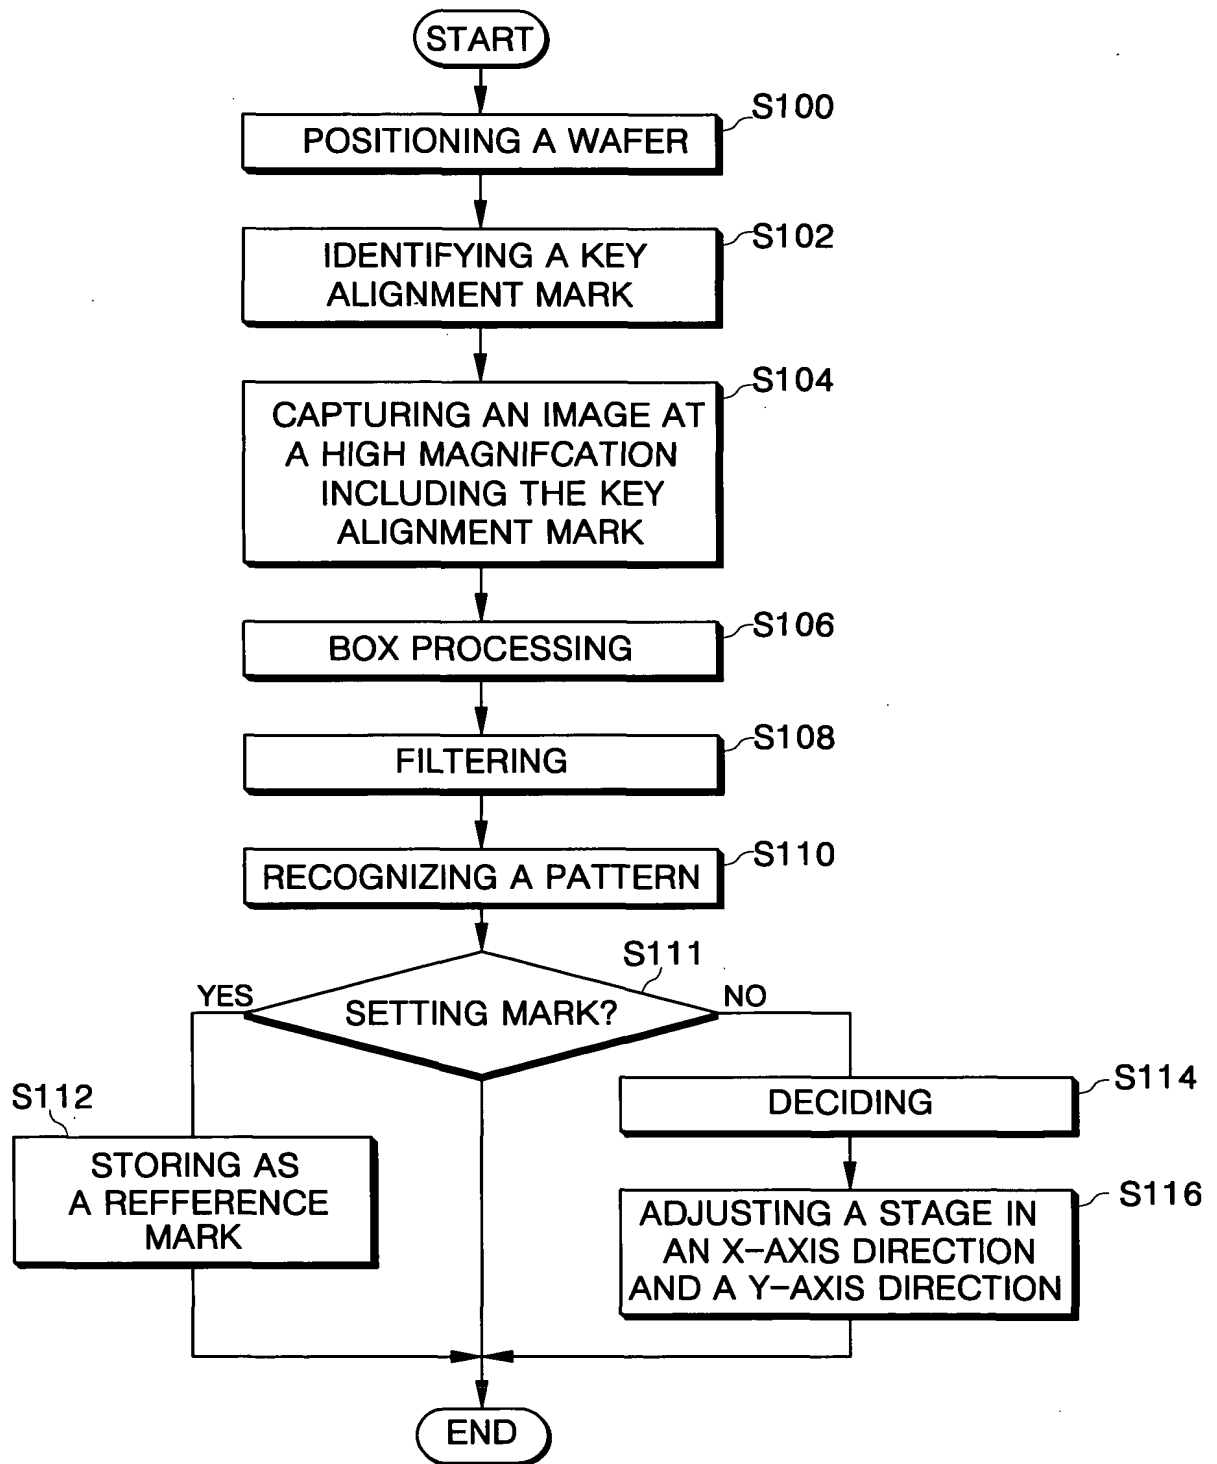 START
S100
POSITIONING A WAFER
S102
IDENTIFYING A KEY
ALIGNMENT MARK
S104
CAPTURING AN IMAGE AT
A HIGH MAGNIFCATION
INCLUDING THE KEY
ALIGNMENT MARK
S106
BOX PROCESSING
S108
FILTERING
S110
RECOGNIZING A PATTERN
S111
YES
SETTING MARK?
NO
S112
STORING AS
A REFFERENCE
MARK
S114
DECIDING
S116
ADJUSTING A STAGE IN
AN X-AXIS DIRECTION
AND A Y-AXIS DIRECTION
END